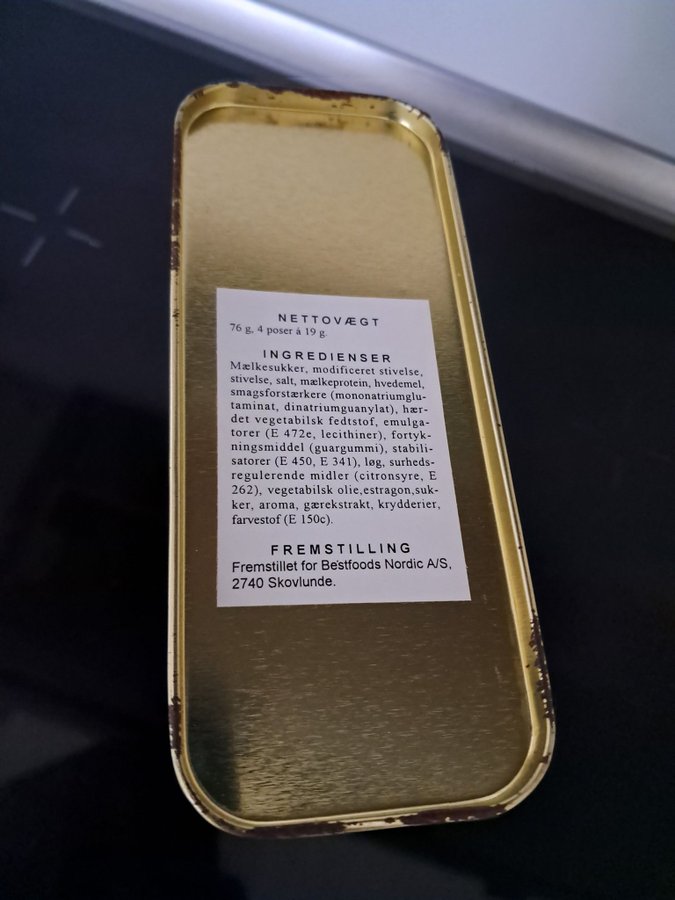 NETTOVÆGT
76 g, 4 poser á 19 g.
INGREDIENSER
Mælkesukker, modificeret stivelse,
stivelse, salt, mælkeprotein, hvedemel,
smagsforstærkere (mononatriumglu-
taminat, dinatriumguanylat), hær-
det vegetabilsk fedtstof, emulga-
torer (E 472e, lecithiner), fortyk-
ningsmiddel (guargummi), stabili-
satorer (E 450, E 341), løg, surheds-
regulerende midler (citronsyre, E
262), vegetabilsk olie,estragon,suk-
ker, aroma, gærekstrakt, krydderier,
farvestof (E 150c).
FREMSTILLING
Fremstillet for Bestfoods Nordic A/S,
2740 Skovlunde.